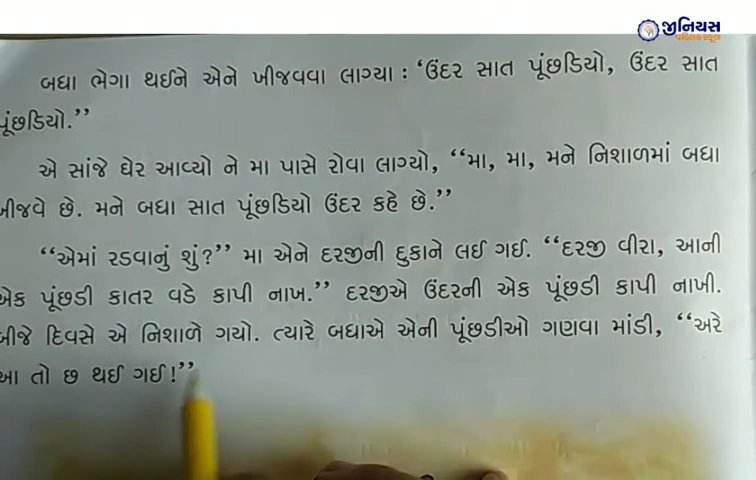 જીનિયસ
પબ્લિક સ્કૂલ
બધા ભેગા થઈને એને ખીજવવા લાગ્યા : ‘ઉંદર સાત પૂંછડિયો, ઉંદર સાત
પૂંછડિયો.’’
એ સાંજે ઘેર આવ્યો ને મા પાસે રોવા લાગ્યો, “મા, મા, મને નિશાળમાં બધા
ખીજવે છે. મને બધા સાત પૂંછડિયો ઉંદર કહે છે.”
“એમાં રડવાનું શું?” મા એને દરજીની દુકાને લઈ ગઈ. “દરજી વીરા, આની
એક પૂંછડી કાતર વડે કાપી નાખ.” દરજીએ ઉંદરની એક પૂંછડી કાપી નાખી.
બીજે દિવસે એ નિશાળે ગયો. ત્યારે બધાએ એની પૂંછડીઓ ગણવા માંડી, “અરે
આ તો છ થઈ ગઈ!”